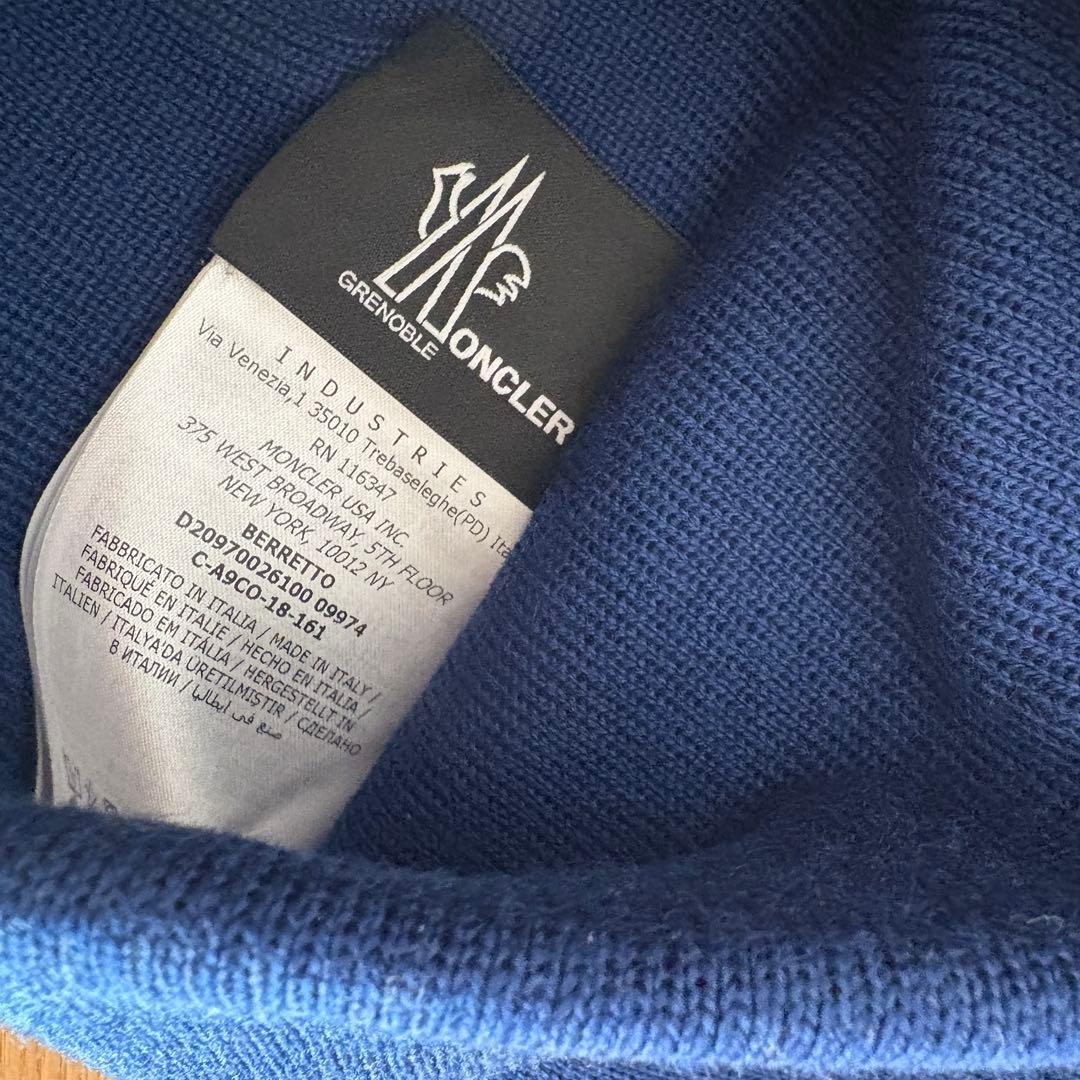 GRENOBLE
MONCLER
INDUSTRIES
Via Venezia,1 35010 Trebaseleghe(PD)
RN 116347
MONCLER USA INC.
375 WEST BROADWAY, 5TH FLOOR
NEW YORK, 10012 NY
BERRETTO
D20970026100 09974
C-A9CO-18-161
FABBRICATO IN ITALIA / MADE IN ITALY /
FABRIQUÉ EN ITALIE / HECHO EN ITALIA /
FABRICADO EM ITÁLIA / HERGESTELLT IN
ITALIEN / ITALYA'DA ÜRETILMISTIR / СДЕЛАНО
В ИТАЛИИ / صنع في ايطاليا